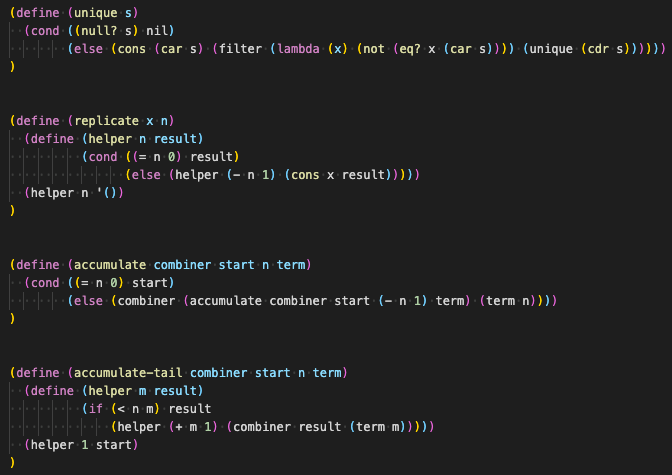 (define (unique s)
  (cond ((null? s) nil)
        (else (cons (car s) (filter (lambda (x) (not (eq? x (car s)))) (unique (cdr s))))))
)
(define (replicate x n)
  (define (helper n result)
          (cond ((= n 0) result)
                (else (helper (- n 1) (cons x result)))))
  (helper n '())
)
(define (accumulate combiner start n term)
  (cond ((= n 0) start)
        (else (combiner (accumulate combiner start (- n 1) term) (term n))))
)
(define (accumulate-tail combiner start n term)
  (define (helper m result)
          (if (< n m) result
              (helper (+ m 1) (combiner result (term m)))))
  (helper 1 start)
)